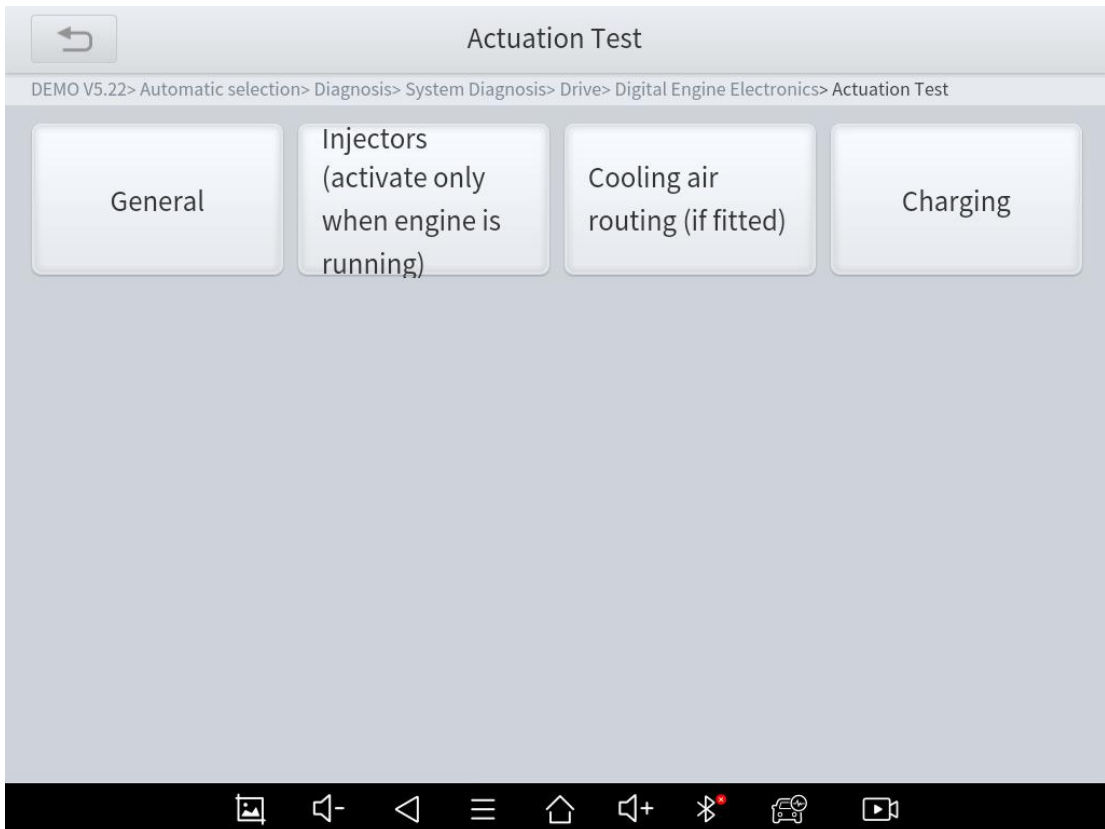 Actuation Test
DEMO V5.22> Automatic selection> Diagnosis> System Diagnosis> Drive> Digital Engine Electronics> Actuation Test
General
Injectors
(activate only
when engine is
running)
Cooling air
routing (if fitted)
Charging